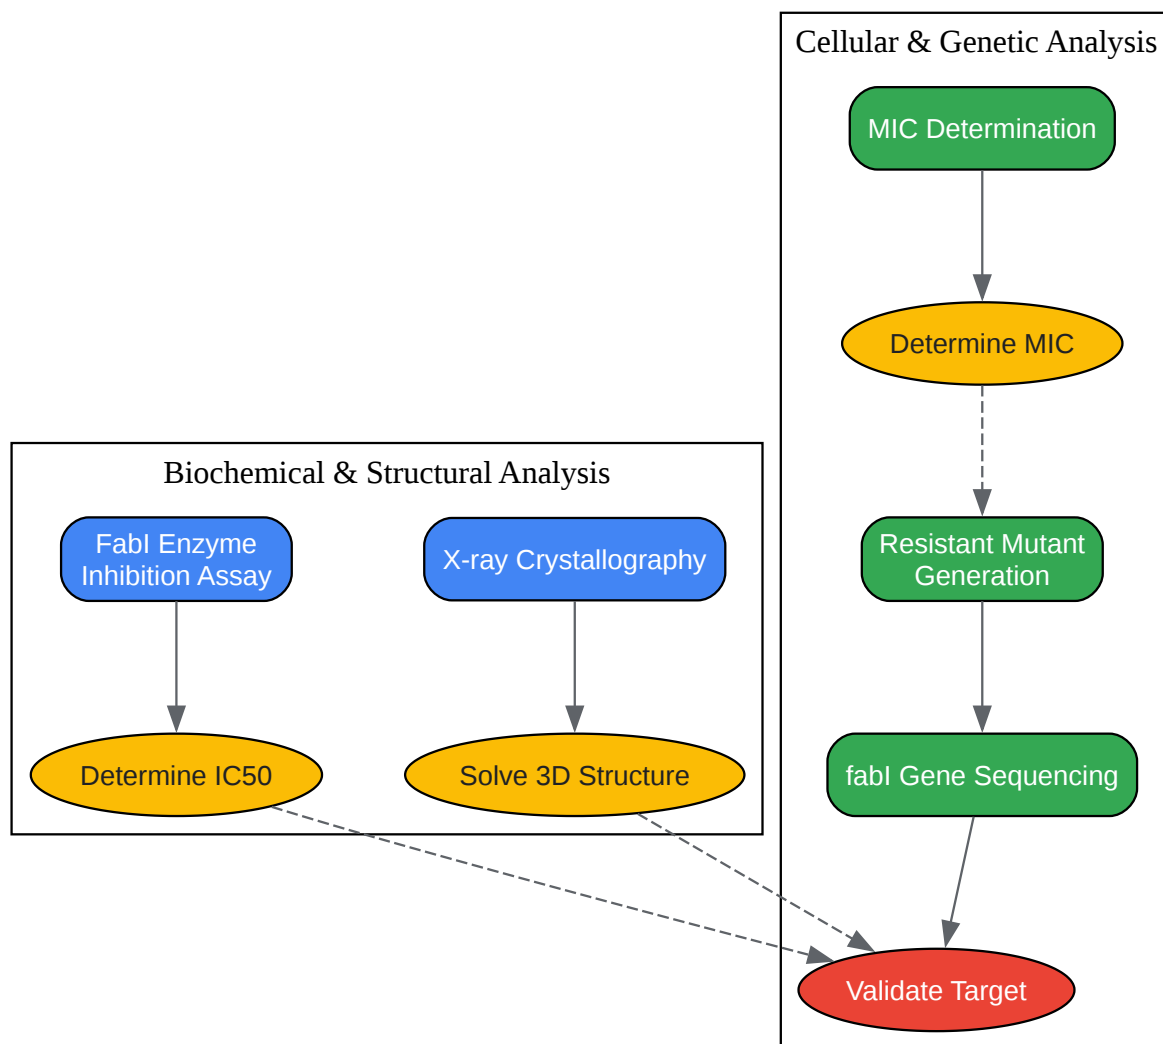 Cellular & Genetic Analysis
MIC Determination
Determine MIC
Resistant Mutant
Generation
fabI Gene Sequencing
Validate Target
Biochemical & Structural Analysis
FabI Enzyme
Inhibition Assay
X-ray Crystallography
Determine IC50
Solve 3D Structure